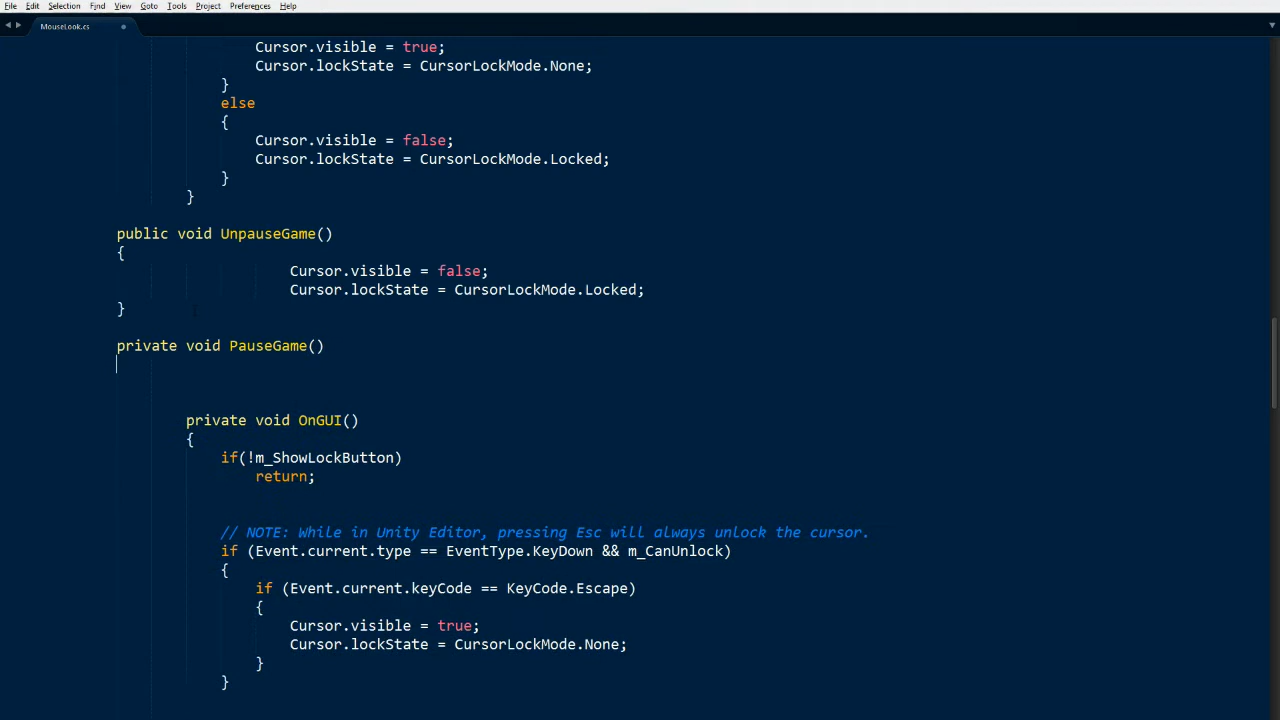 File Edit Selection Find View Goto Tools Project Preferences Help
MouseLook.cs
Cursor.visible = true;
Cursor.lockState = CursorLockMode.None;
}
else
{
Cursor.visible = false;
Cursor.lockState = CursorLockMode.Locked;
}
}
public void UnpauseGame()
{
Cursor.visible = false;
Cursor.lockState = CursorLockMode.Locked;
}
private void PauseGame()
private void OnGUI()
{
if(!m_ShowLockButton)
return;
// NOTE: While in Unity Editor, pressing Esc will always unlock the cursor.
if (Event.current.type == EventType.KeyDown && m_CanUnlock)
{
if (Event.current.keyCode == KeyCode.Escape)
{
Cursor.visible = true;
Cursor.lockState = CursorLockMode.None;
}
}